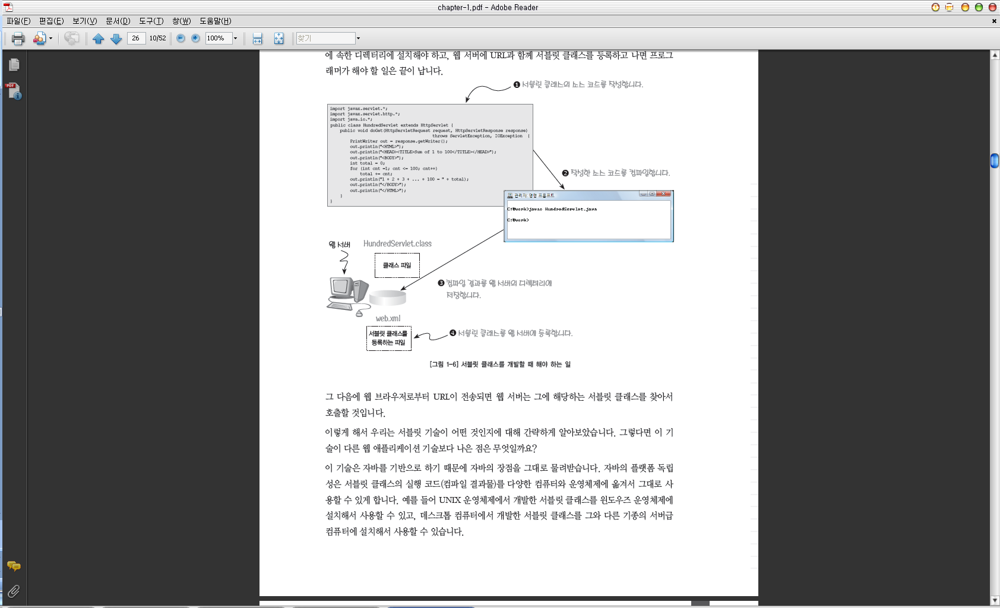 chapter-1.pdf - Adobe Reader
파일(F) 편집(E) 보기(V) 문서(D) 도구(T) 창(W) 도움말(H)
26 10/52 100% 찾기
에 속한 디렉터리에 설치해야 하고, 웹 서버에 URL과 함께 서블릿 클래스를 등록하고 나면 프로그
래머가 해야 할 일은 끝이 납니다.
❶ 서블릿 클래스의 소스 코드를 작성합니다.
import javax.servlet.*;
import javax.servlet.http.*;
import java.io.*;
public class HundredServlet extends HttpServlet {
public void doGet(HttpServletRequest request, HttpServletResponse response)
throws ServletException, IOException {
PrintWriter out = response.getWriter();
out.println("<HTML>");
out.println("<HEAD><TITLE>Sum of 1 to 100</TITLE></HEAD>");
out.println("<BODY>");
int total = 0;
for (int cnt =1; cnt <= 100; cnt++)
total += cnt;
out.println("1 + 2 + 3 + ... + 100 = " + total);
out.println("</BODY>");
out.println("</HTML>");
}
}
❷ 작성한 소스 코드를 컴파일합니다.
관리자: 명령 프롬프트
C:₩work>javac HundredServlet.java
C:₩work>
웹 서버
HundredServlet.class
클래스 파일
❸ 컴파일 결과를 웹 서버의 디렉터리에
저장합니다.
web.xml
서블릿 클래스를
등록하는 파일
❹ 서블릿 클래스를 웹 서버에 등록합니다.
[그림 1-6] 서블릿 클래스를 개발할 때 해야 하는 일
그 다음에 웹 브라우저로부터 URL이 전송되면 웹 서버는 그에 해당하는 서블릿 클래스를 찾아서
호출할 것입니다.
이렇게 해서 우리는 서블릿 기술이 어떤 것인지에 대해 간략하게 알아보았습니다. 그렇다면 이 기
술이 다른 웹 애플리케이션 기술보다 나은 점은 무엇일까요?
이 기술은 자바를 기반으로 하기 때문에 자바의 장점을 그대로 물려받습니다. 자바의 플랫폼 독립
성은 서블릿 클래스의 실행 코드(컴파일 결과물)를 다양한 컴퓨터와 운영체제에 옮겨서 그대로 사
용할 수 있게 합니다. 예를 들어 UNIX 운영체제에서 개발한 서블릿 클래스를 윈도우즈 운영체제에
설치해서 사용할 수 있고, 데스크톱 컴퓨터에서 개발한 서블릿 클래스를 그와 다른 기종의 서버급
컴퓨터에 설치해서 사용할 수 있습니다.